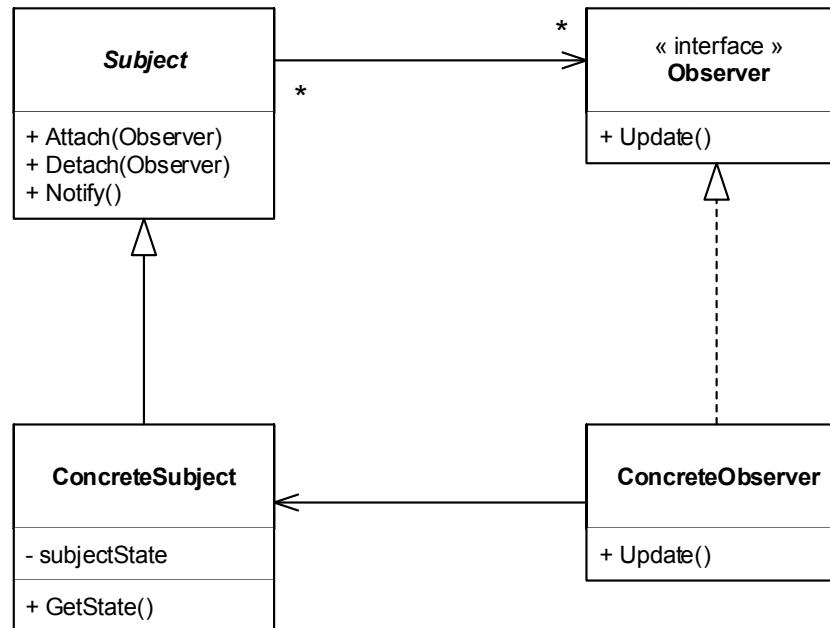 Subject
+ Attach(Observer)
+ Detach(Observer)
+ Notify()
*
*
« interface »
Observer
+ Update()
ConcreteSubject
- subjectState
+ GetState()
ConcreteObserver
+ Update()